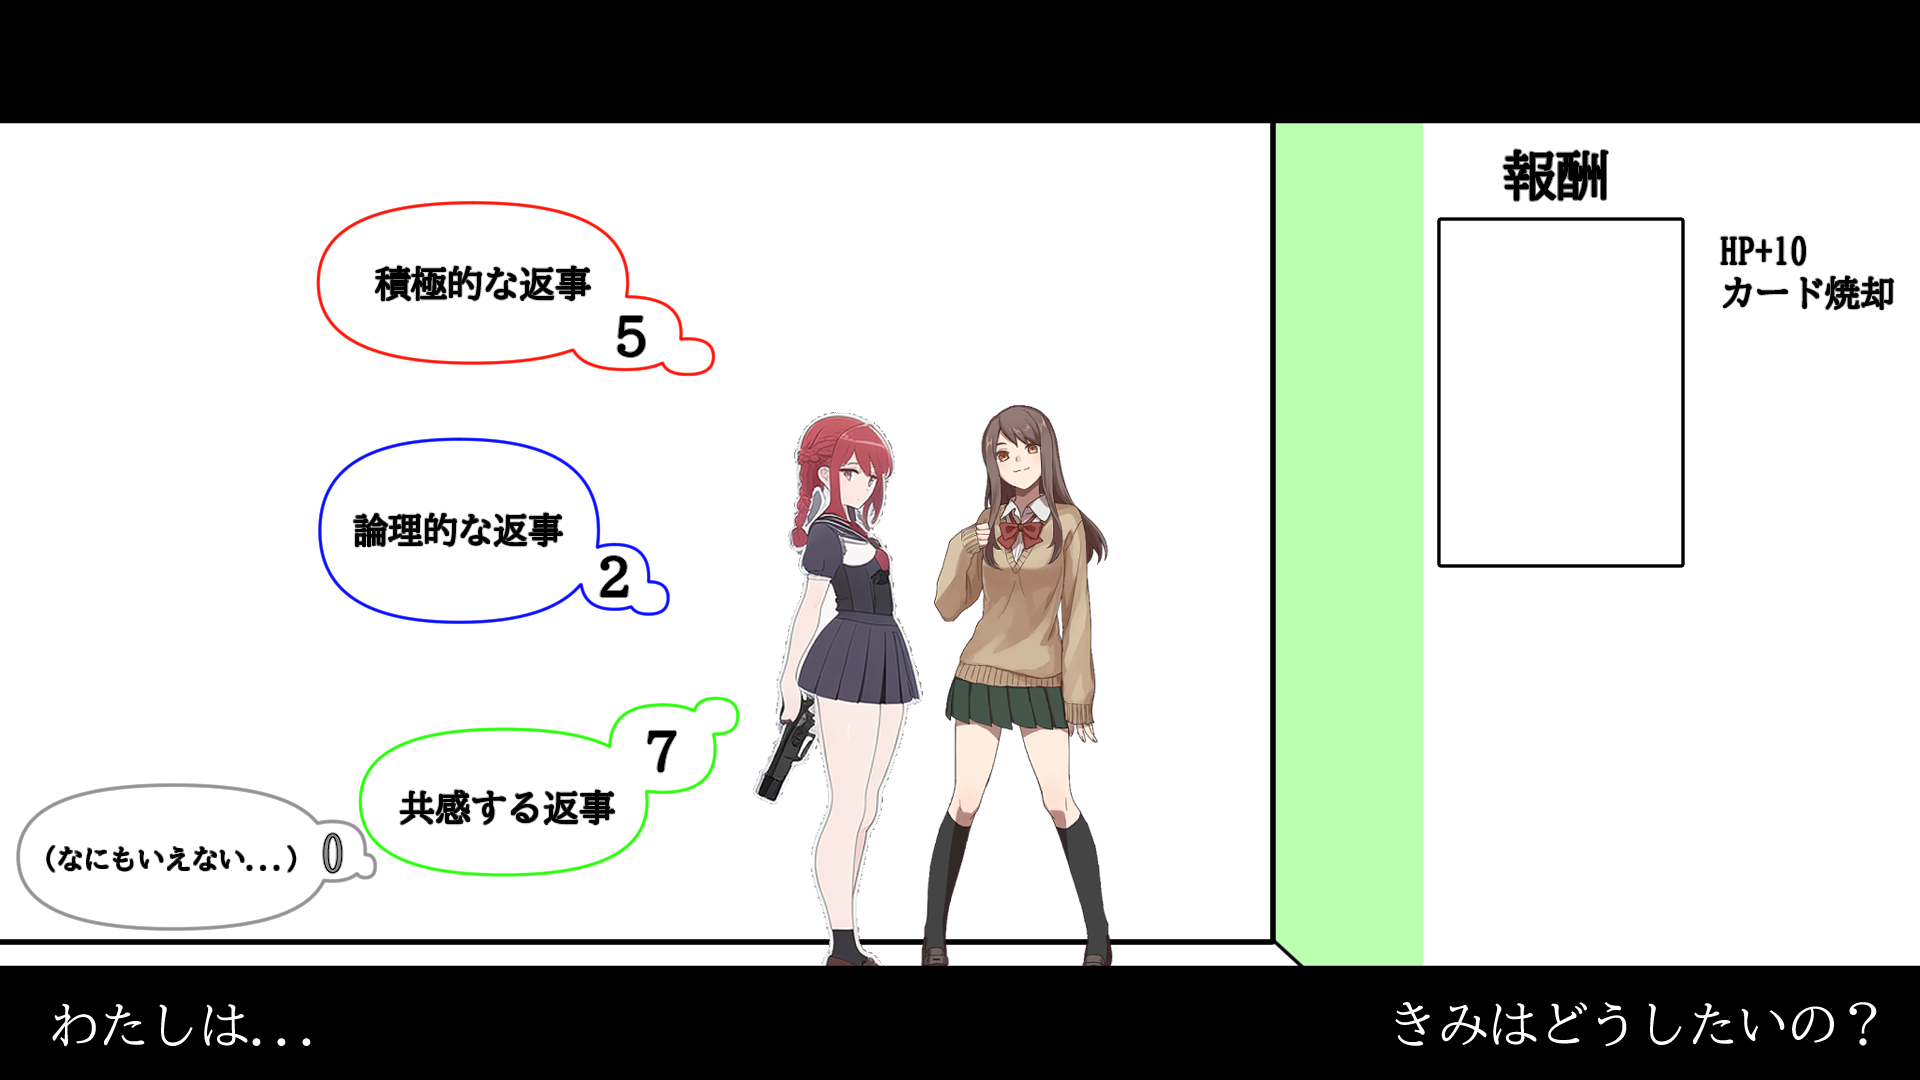 報酬
HP+10
カード焼却
積極的な返事
5
論理的な返事
2
共感する返事
7
(なにもいえない...)
0
わたしは...
きみはどうしたいの？